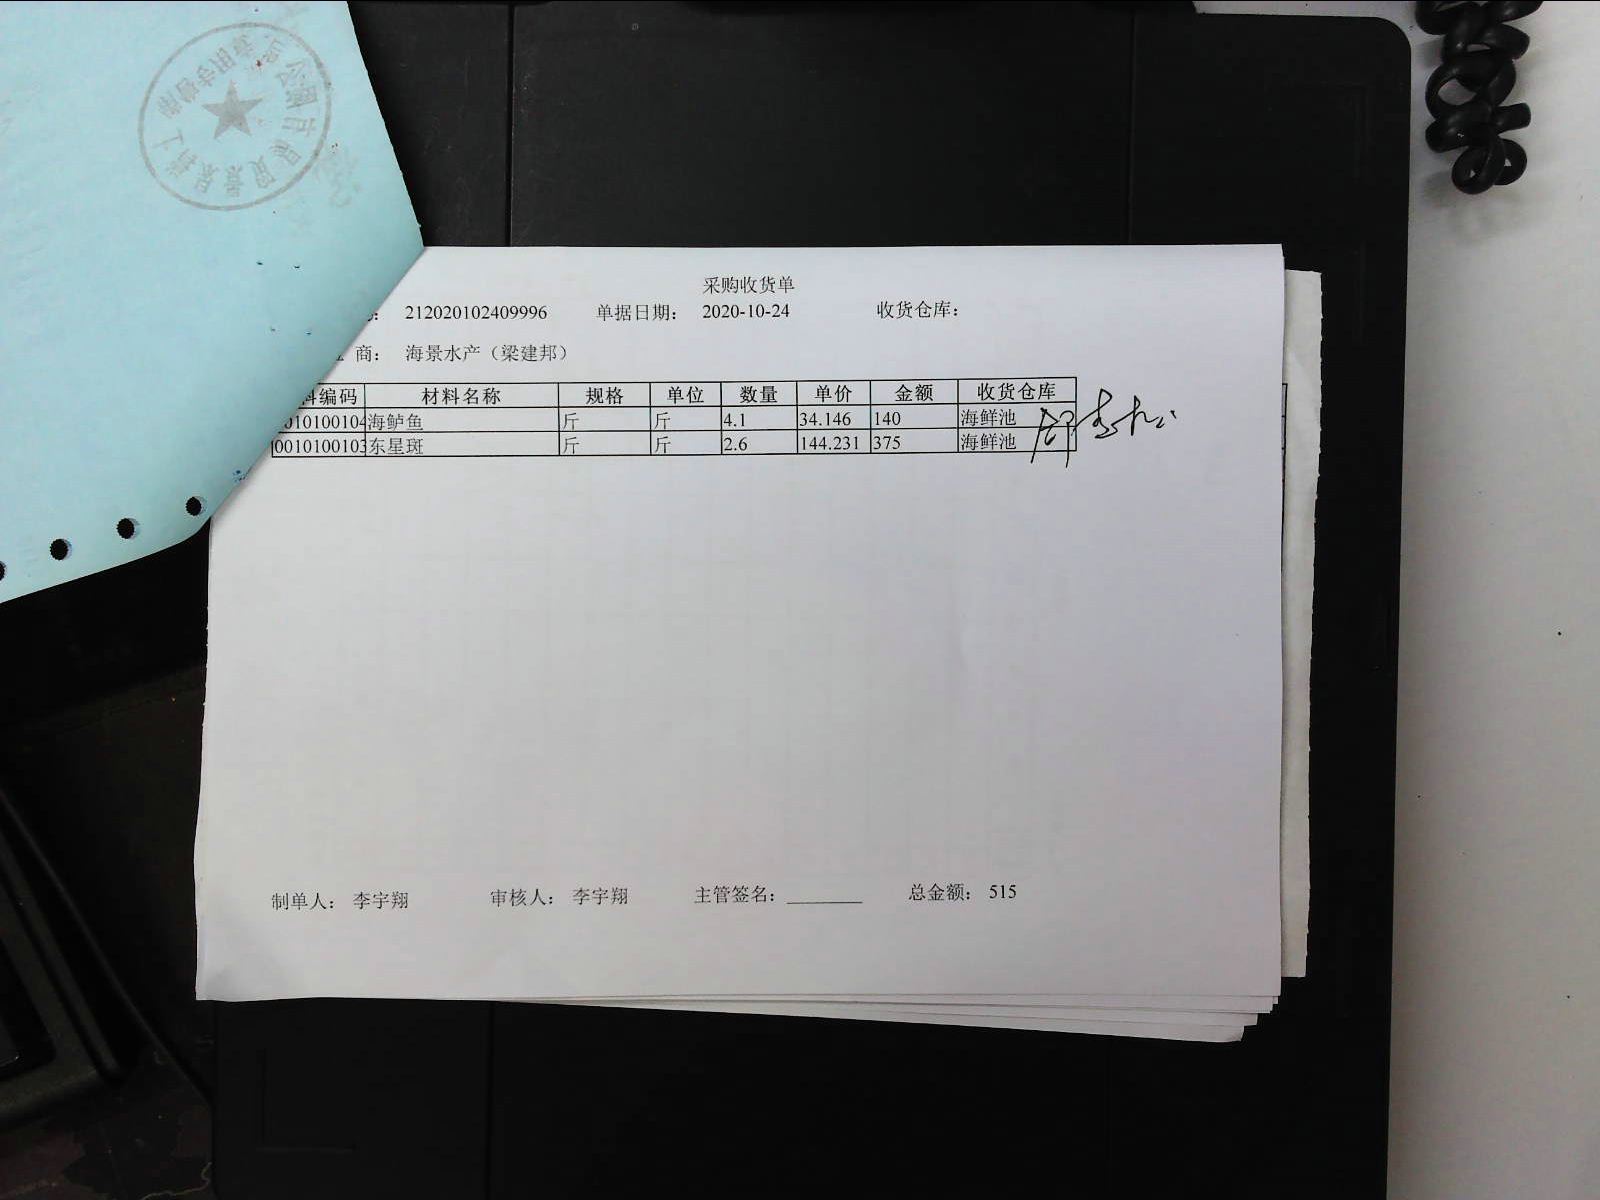 采购收货单
: 212020102409996 单据日期: 2020-10-24 收货仓库:
商: 海景水产（梁建邦）
料编码 材料名称 规格 单位 数量 单价 金额 收货仓库
010100104 海鲈鱼 斤 斤 4.1 34.146 140 海鲜池
0010100103 东星斑 斤 斤 2.6 144.231 375 海鲜池
制单人: 李宇翔 审核人: 李宇翔 主管签名: 总金额: 515